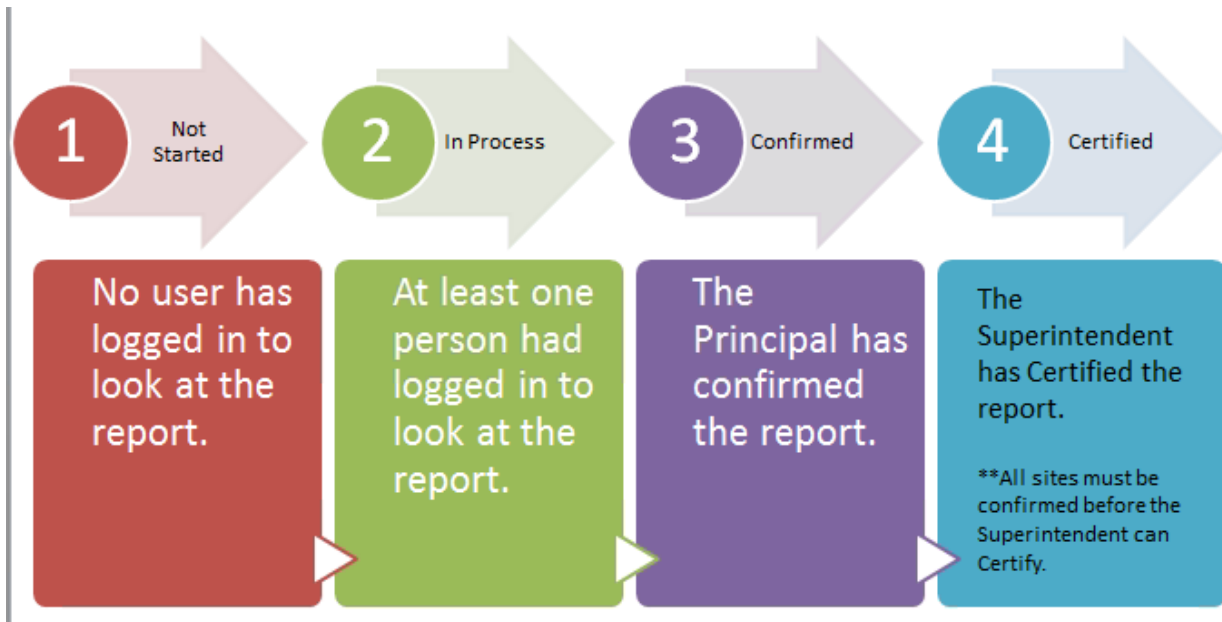 1
Not
Started
2
In Process
3
Confirmed
4
Certified
No user has
logged in to
look at the
report.
At least one
person had
logged in to
look at the
report.
The
Principal has
confirmed
the report.
The
Superintendent
has Certified the
report.
**All sites must be
confirmed before the
Superintendent can
Certify.